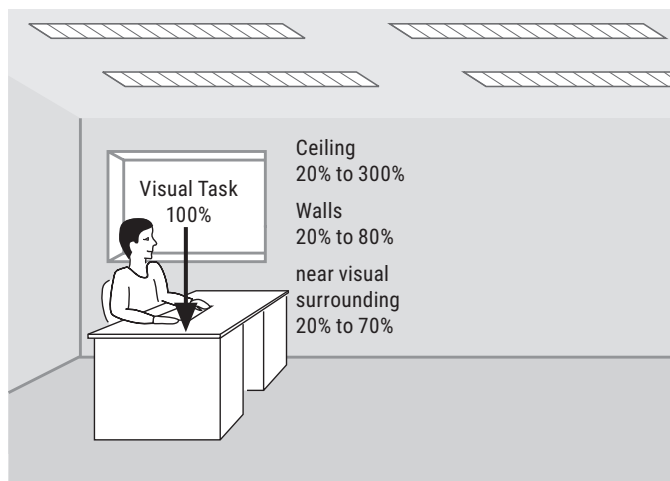 Visual Task
100%
Ceiling
20% to 300%
Walls
20% to 80%
near visual
surrounding
20% to 70%